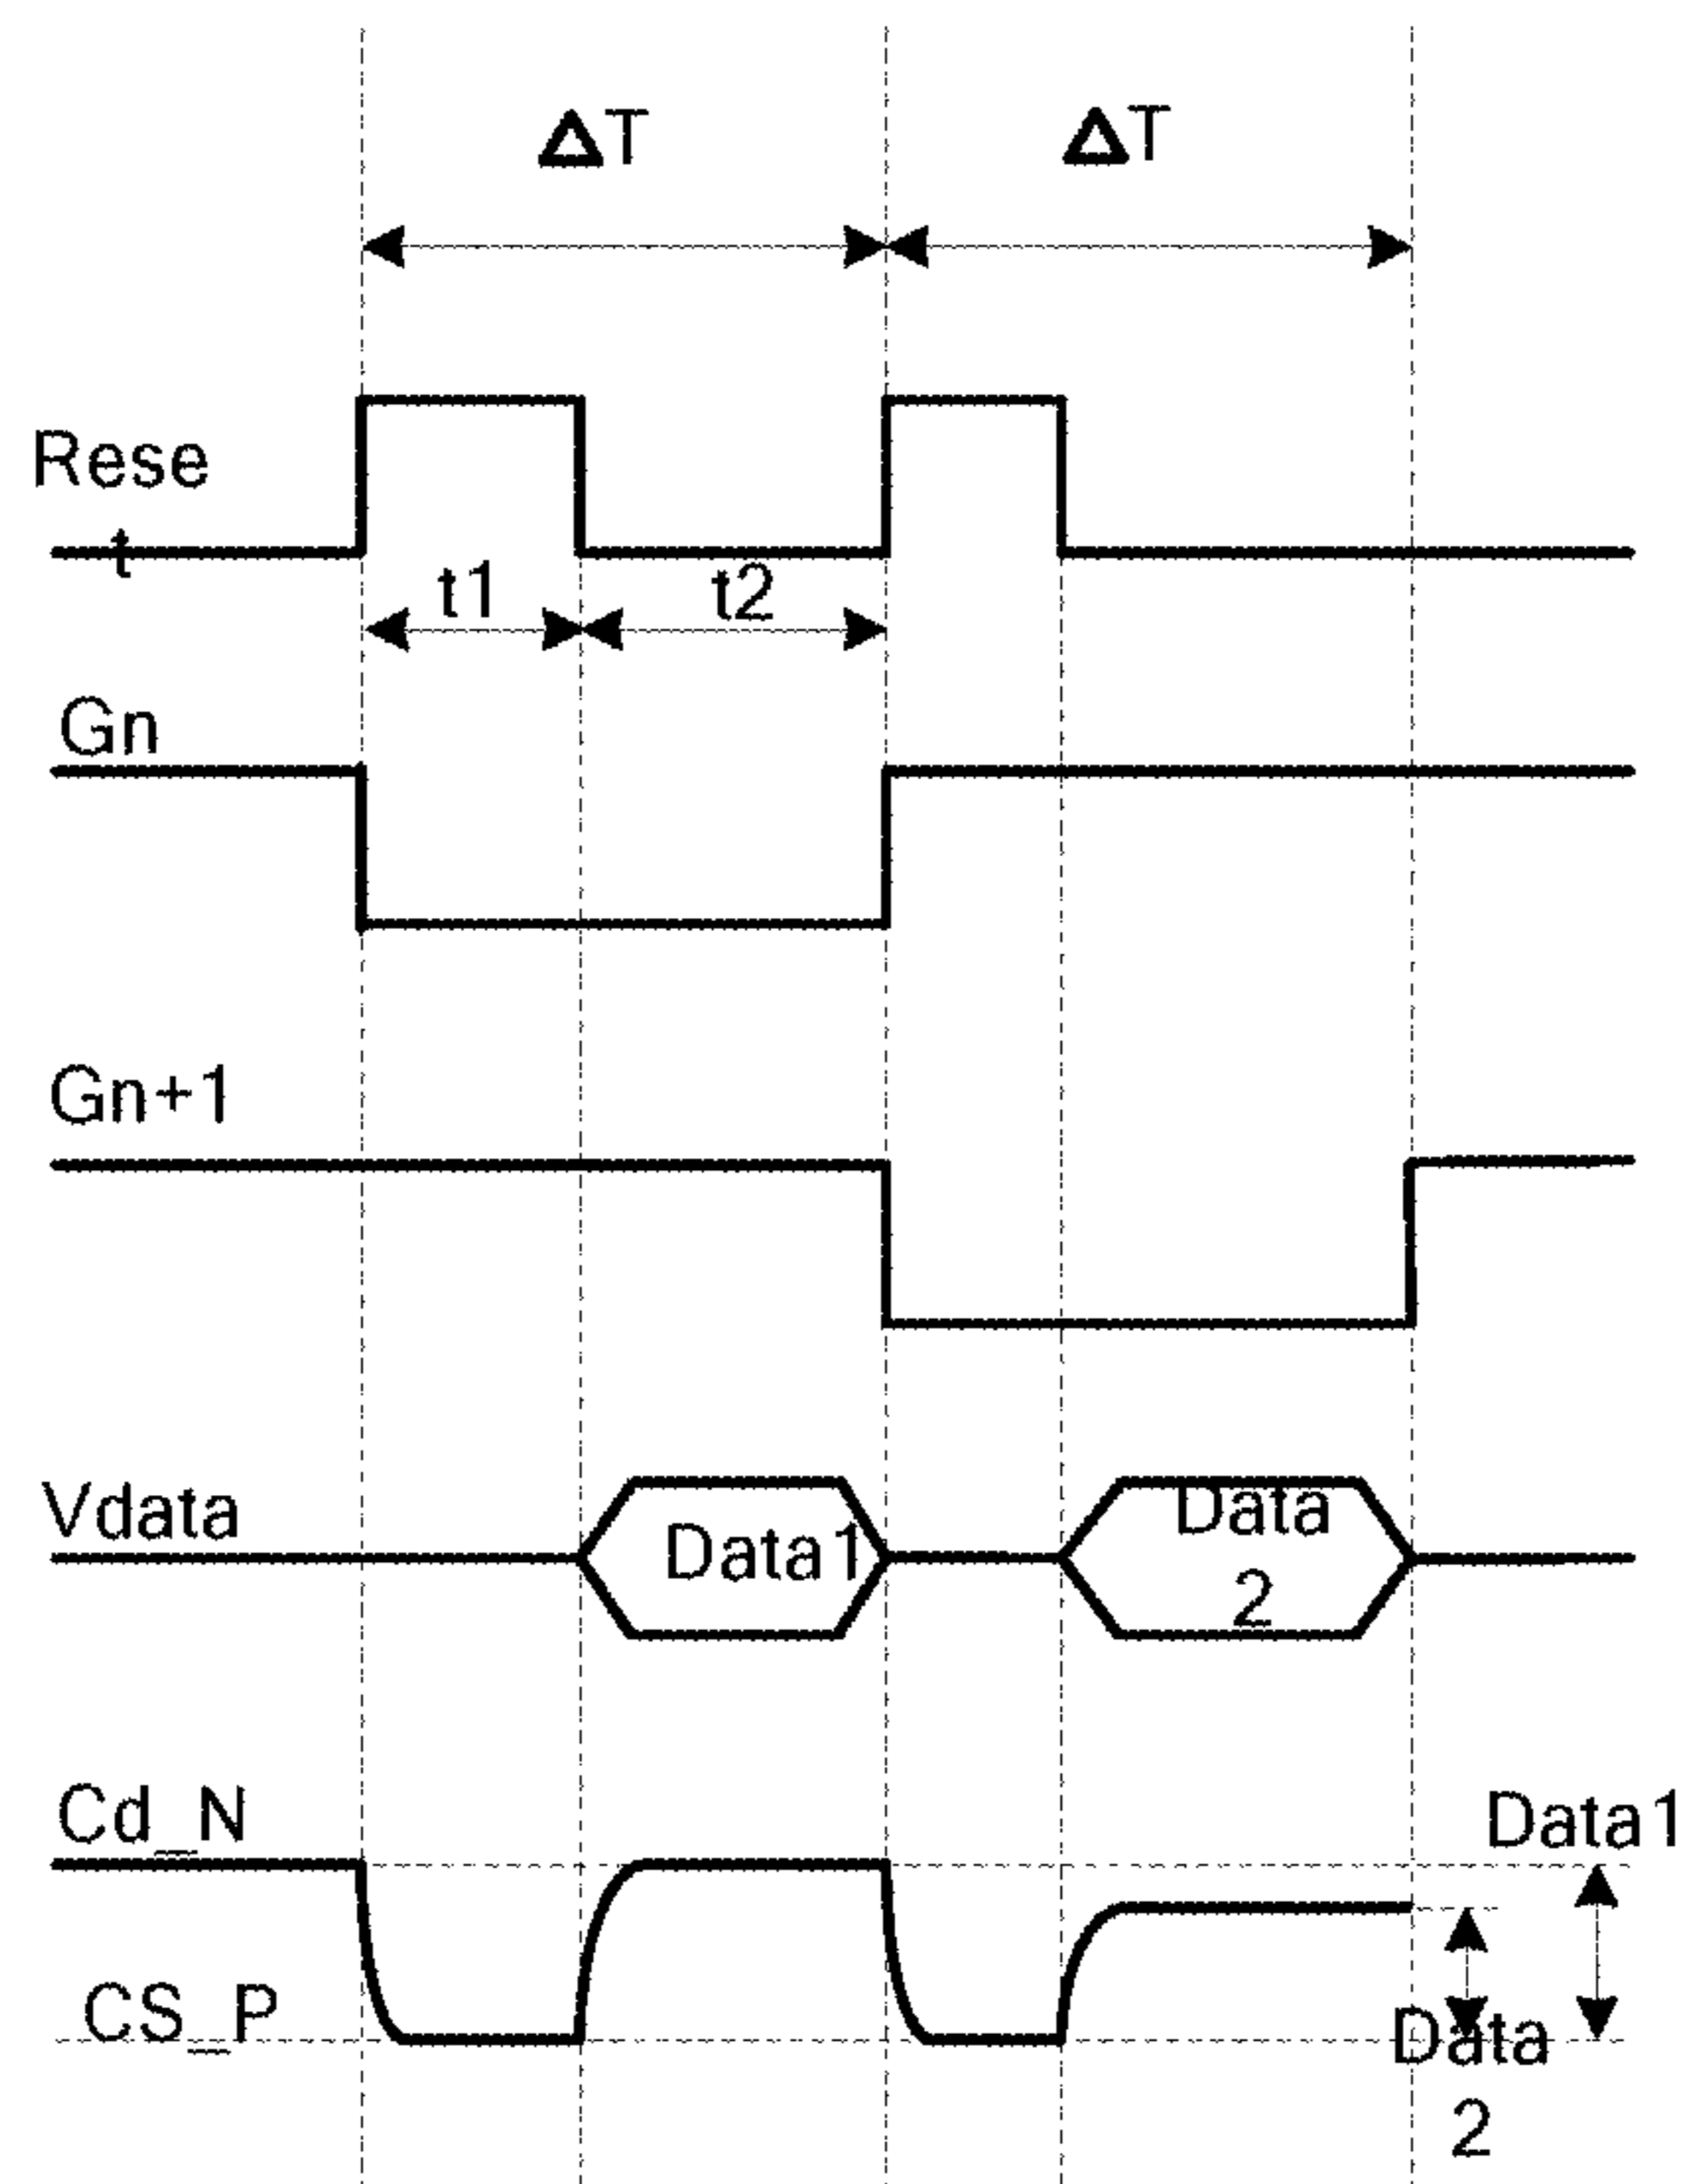 ΔT ΔT
Rese
t
t1 t2
Gn
Gn+1
Vdata
Data1
Data
2
Cd_N
Data1
CS_P
Data
2